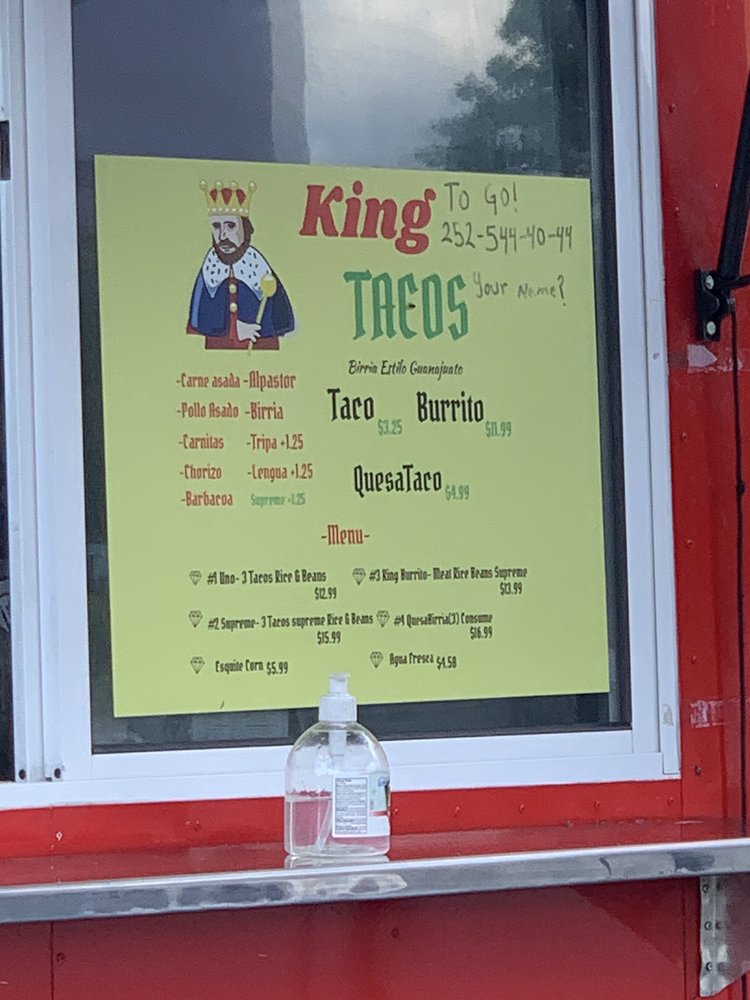 King To Go!
252-544-40-44
TACOS Your Name?
Birria Estilo Guanajuato
-Carne asada -Alpastor
-Pollo Asado -Birria
-Carnitas -Tripa +1.25
-Chorizo -Lengua +1.25
-Barbacoa Supreme +1.25
Taco $3.25 Burrito $11.99
QuesaTaco $4.99
-Menu-
#1 Uno- 3 Tacos Rice & Beans $12.99
#3 King Burrito- Meat Rice Beans Supreme $13.99
#2 Supreme- 3 Tacos supreme Rice & Beans $15.99
#4 QuesaBirria(3) Consume $16.99
Esquite Corn $5.99
Agua Fresca $4.50